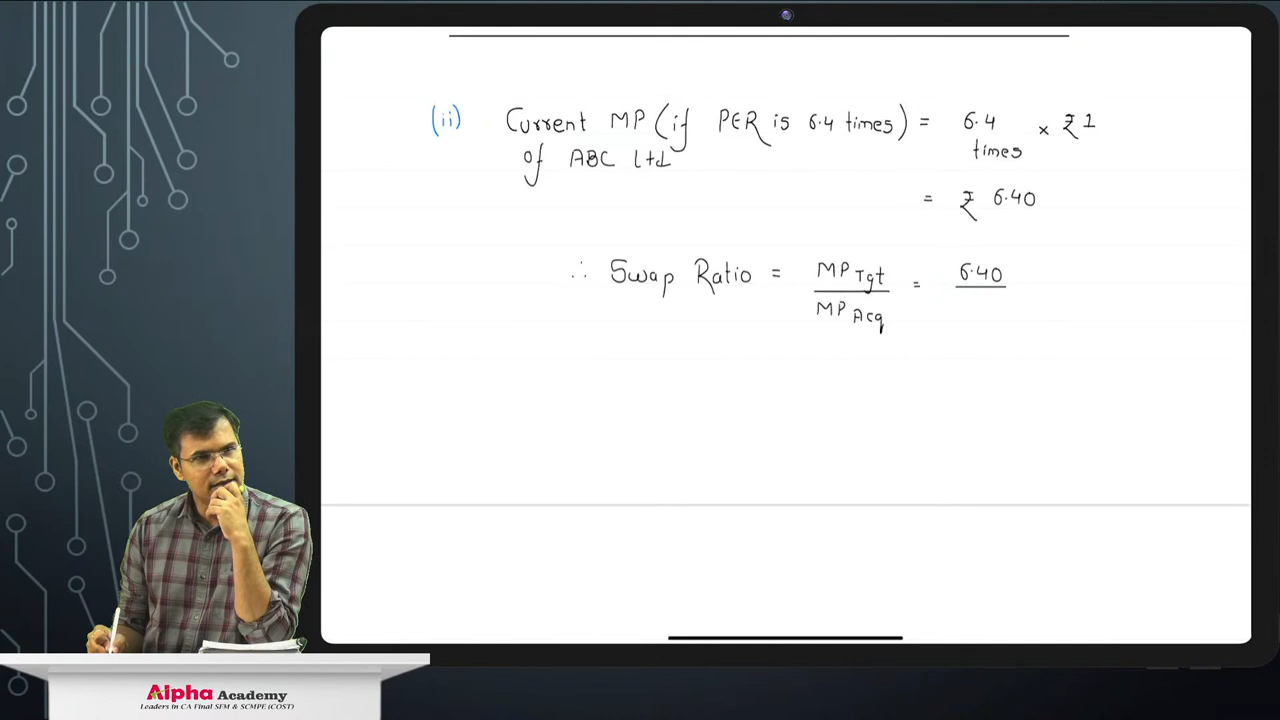 (ii) Current MP (if PER is 6.4 times) = 6.4 times × ₹1
of ABC Ltd
= ₹ 6.40
∴ Swap Ratio = MP Tgt / MP Acq = 6.40
Alpha Academy
Leaders in CA Final SFM & SCMPE (COST)